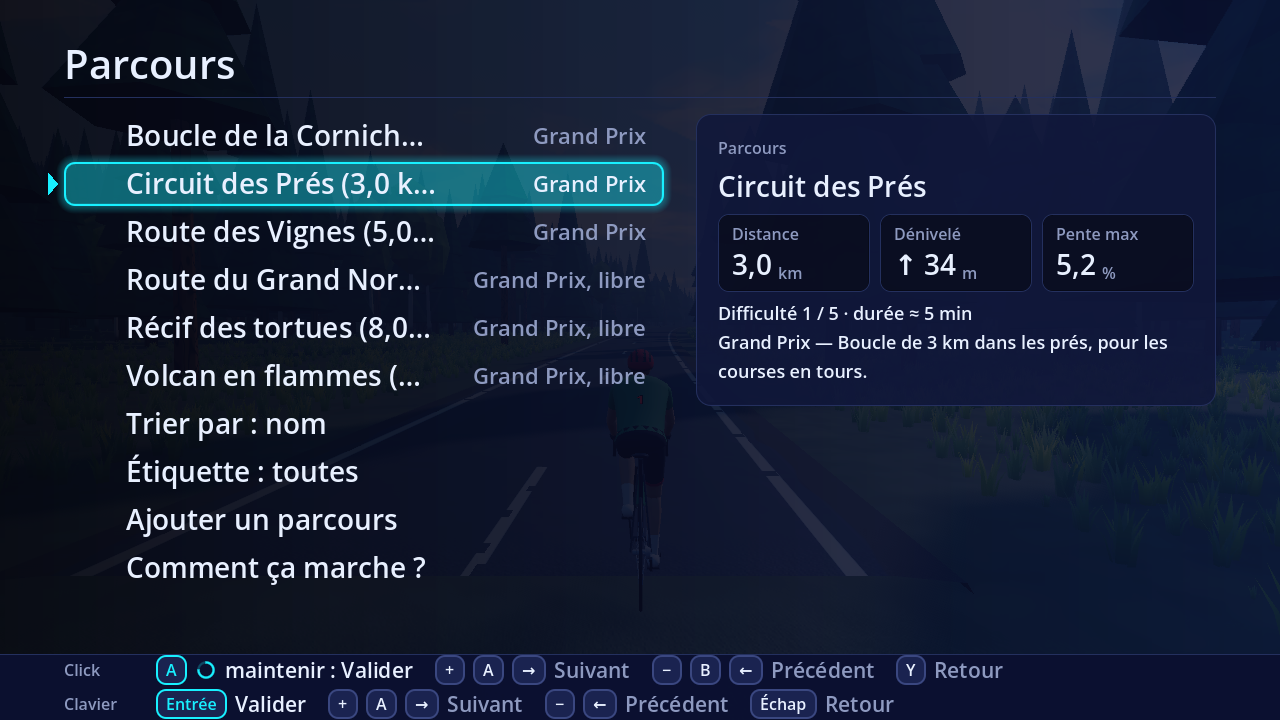 Parcours
Boucle de la Cornich... Grand Prix
Circuit des Prés (3,0 k... Grand Prix
Route des Vignes (5,0... Grand Prix
Route du Grand Nor... Grand Prix, libre
Récif des tortues (8,0... Grand Prix, libre
Volcan en flammes (... Grand Prix, libre
Trier par : nom
Étiquette : toutes
Ajouter un parcours
Comment ça marche ?
Parcours
Circuit des Prés
Distance Dénivelé Pente max
3,0 km ↑ 34 m 5,2 %
Difficulté 1 / 5 · durée ≈ 5 min
Grand Prix — Boucle de 3 km dans les prés, pour les
courses en tours.
Click A maintenir : Valider + A → Suivant − B ← Précédent Y Retour
Clavier Entrée Valider + A → Suivant − ← Précédent Échap Retour